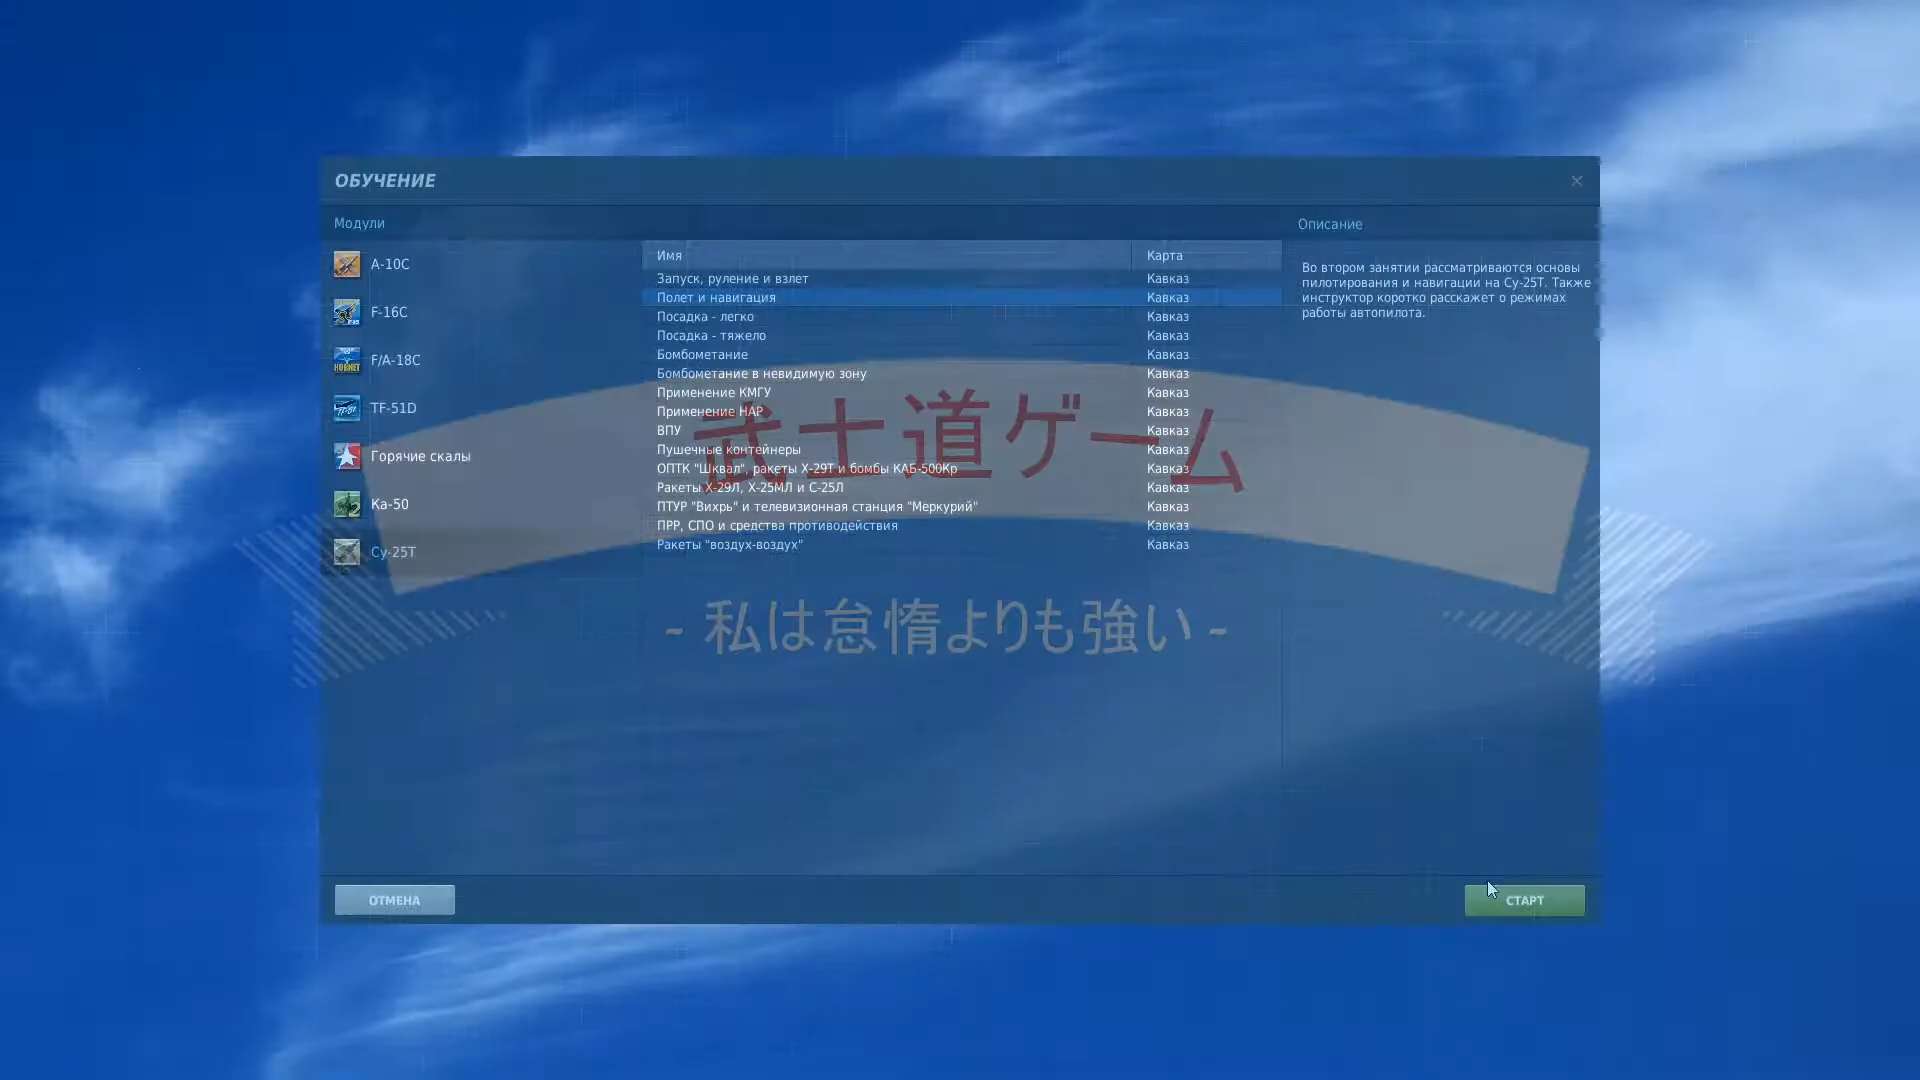 ОБУЧЕНИЕ
Модули
Описание
A-10C
F-16C
F/A-18C
TF-51D
Горячие скалы
Ка-50
Су-25Т
Имя Карта
Запуск, руление и взлет Кавказ
Полет и навигация Кавказ
Посадка - легко Кавказ
Посадка - тяжело Кавказ
Бомбометание Кавказ
Бомбометание в невидимую зону Кавказ
Применение КМГУ Кавказ
Применение НАР Кавказ
ВПУ Кавказ
Пушечные контейнеры Кавказ
ОПТК "Шквал", ракеты Х-29Т и бомбы КАБ-500Кр Кавказ
Ракеты Х-29Л, Х-25МЛ и С-25Л Кавказ
ПТУР "Вихрь" и телевизионная станция "Меркурий" Кавказ
ПРР, СПО и средства противодействия Кавказ
Ракеты "воздух-воздух" Кавказ
Во втором занятии рассматриваются основы
пилотирования и навигации на Су-25Т. Также
инструктор коротко расскажет о режимах
работы автопилота.
武士道ゲーム
- 私は怠惰よりも強い -
ОТМЕНА
СТАРТ